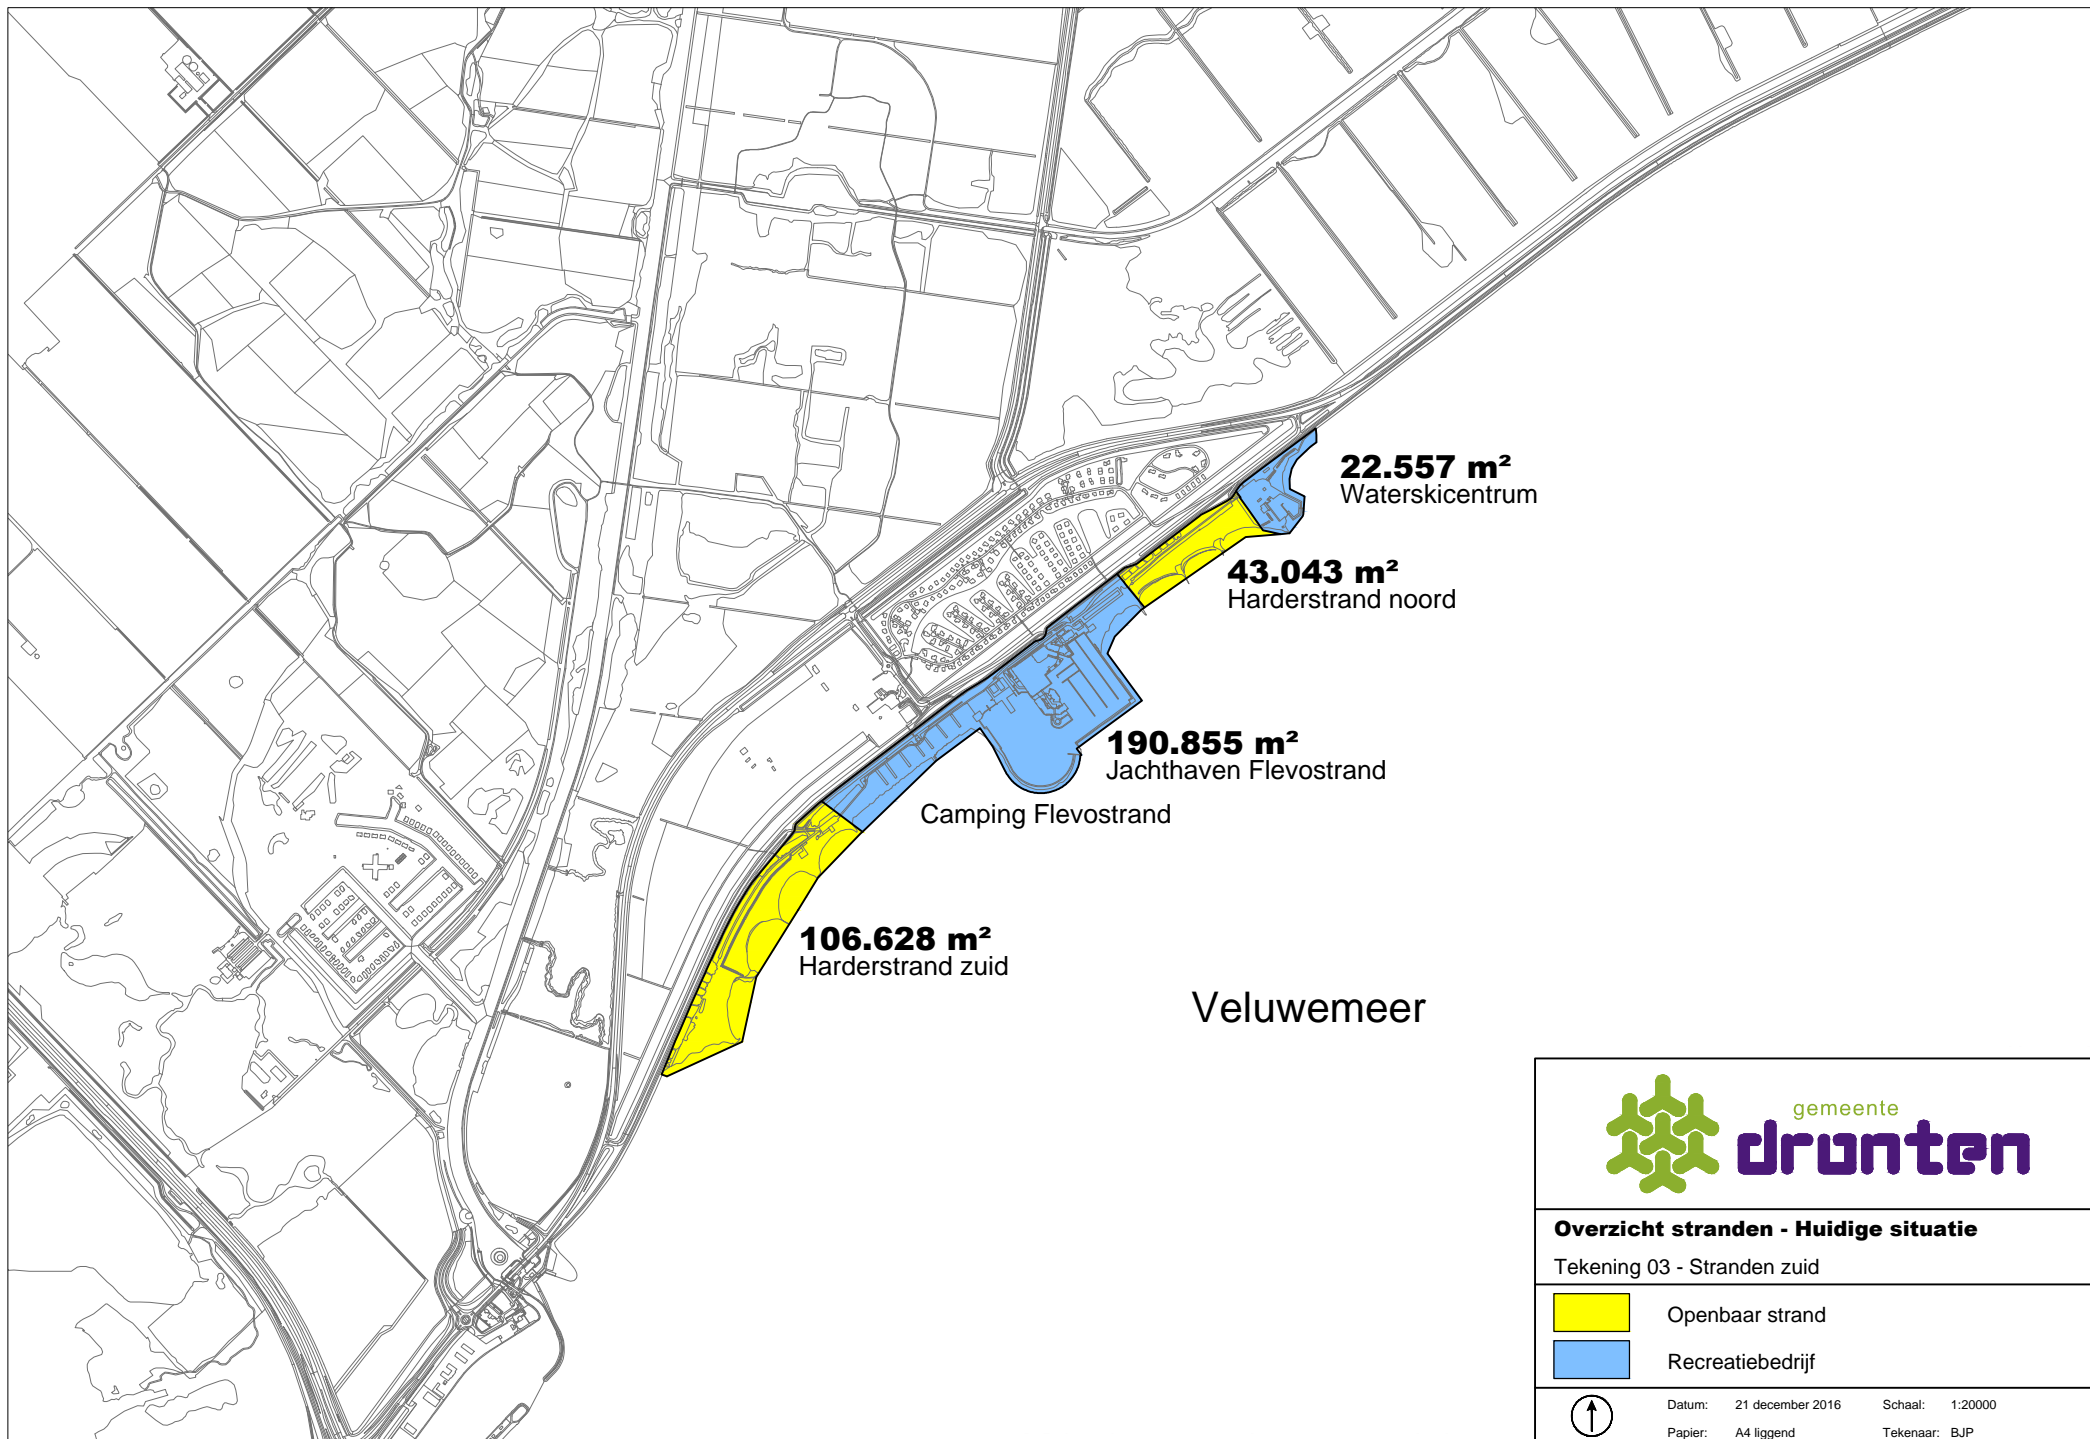 22.557 m²
Waterskicentrum
43.043 m²
Harderstrand noord
190.855 m²
Jachthaven Flevostrand
Camping Flevostrand
106.628 m²
Harderstrand zuid
Veluwemeer
gemeente
dronten
Overzicht stranden - Huidige situatie
Tekening 03 - Stranden zuid
Openbaar strand
Recreatiebedrijf
Datum: 21 december 2016 Schaal: 1:20000
Papier: A4 liggend Tekenaar: BJP